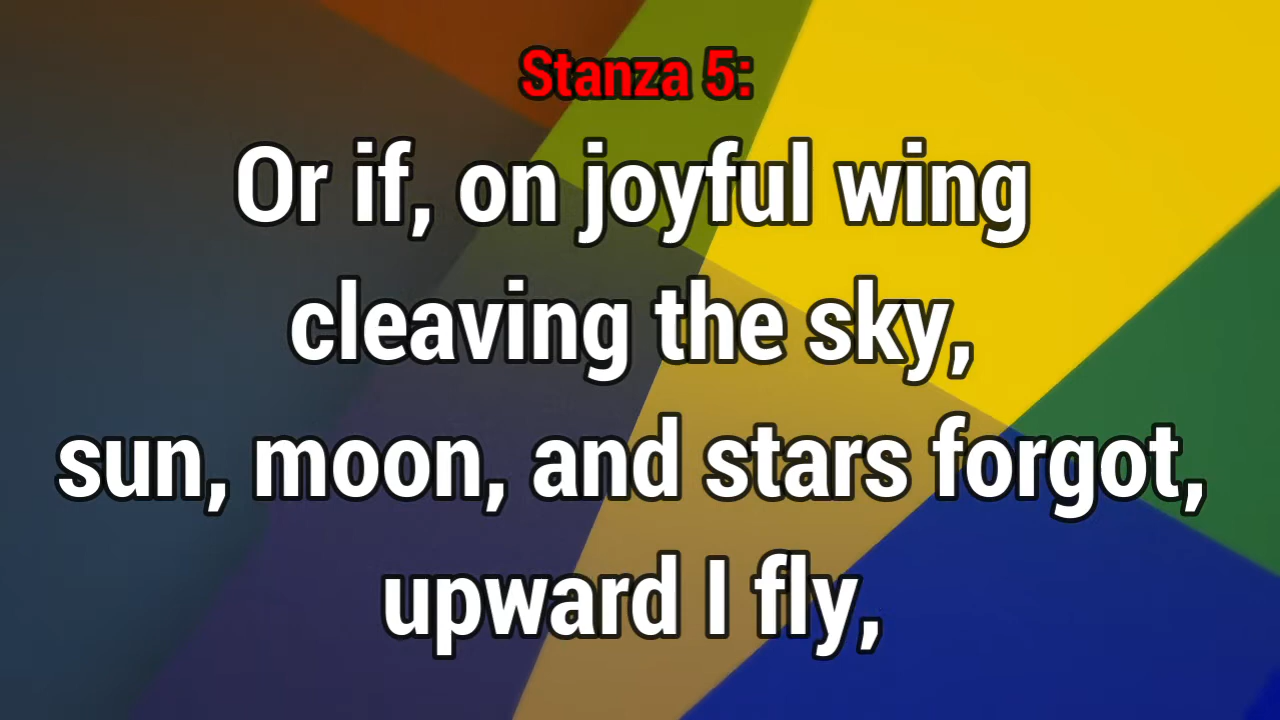 Stanza 5:
Or if, on joyful wing
cleaving the sky,
sun, moon, and stars forgot,
upward I fly,